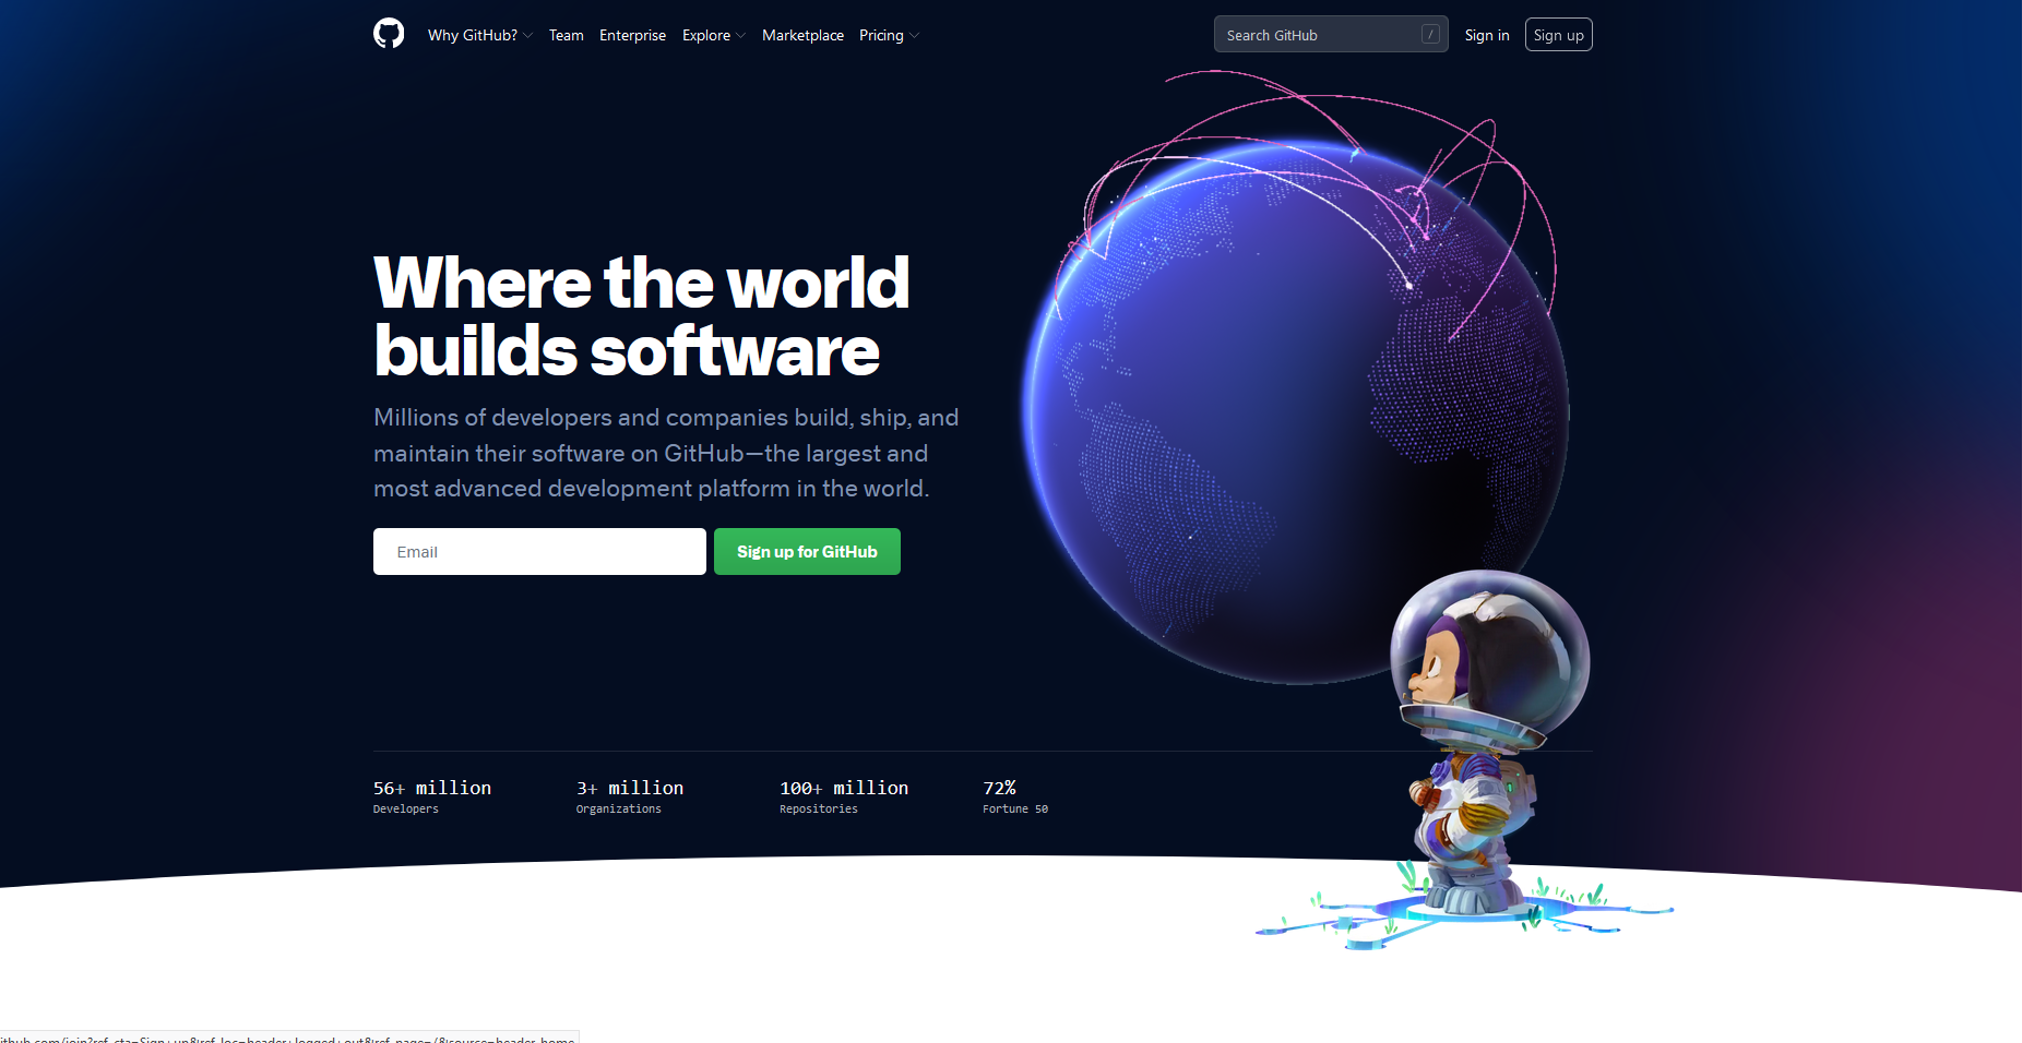 Why GitHub?
Team
Enterprise
Explore
Marketplace
Pricing
Search GitHub
/
Sign in
Sign up
Where the world
builds software
Millions of developers and companies build, ship, and
maintain their software on GitHub—the largest and
most advanced development platform in the world.
Email
Sign up for GitHub
56+ million
Developers
3+ million
Organizations
100+ million
Repositories
72%
Fortune 50
ithub.com/join?ref_cta=Sign+up&ref_loc=header+logged+out&ref_page=/&source=header-home